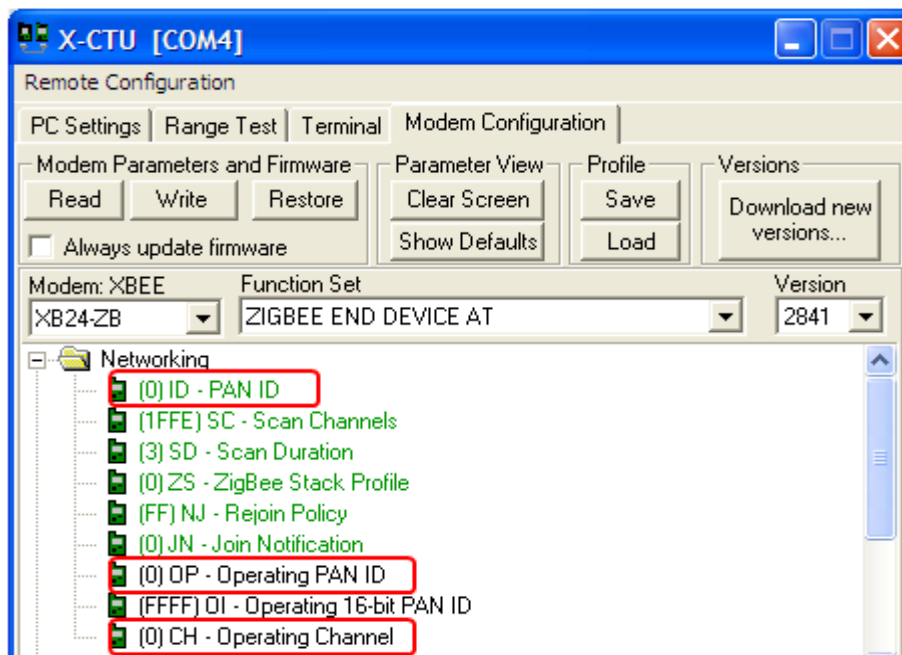 X-CTU [COM4]
Remote Configuration
PC Settings Range Test Terminal Modem Configuration
Modem Parameters and Firmware Parameter View Profile Versions
Read Write Restore Clear Screen Save Download new versions...
Always update firmware Show Defaults Load
Modem: XBEE Function Set Version
XB24-ZB ZIGBEE END DEVICE AT 2841
Networking
(0) ID - PAN ID
(1FFE) SC - Scan Channels
(3) SD - Scan Duration
(0) ZS - ZigBee Stack Profile
(FF) NJ - Rejoin Policy
(0) JN - Join Notification
(0) OP - Operating PAN ID
(FFFF) OI - Operating 16-bit PAN ID
(0) CH - Operating Channel